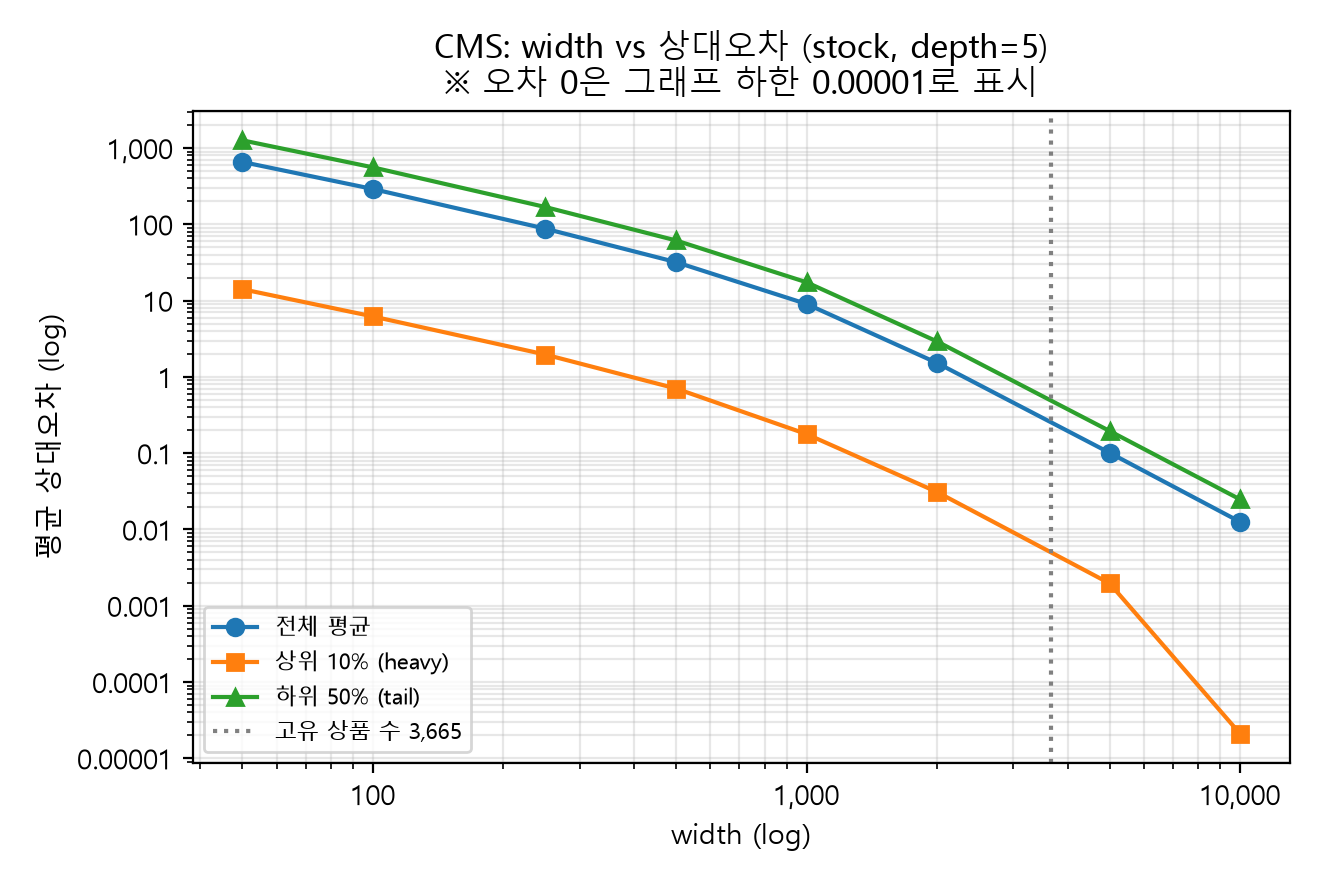 CMS: width vs 상대오차 (stock, depth=5)
※ 오차 0은 그래프 하한 0.00001로 표시
평균 상대오차 (log)
1,000
100
10
1
0.1
0.01
0.001
0.0001
0.00001
전체 평균
상위 10% (heavy)
하위 50% (tail)
고유 상품 수 3,665
100
1,000
10,000
width (log)